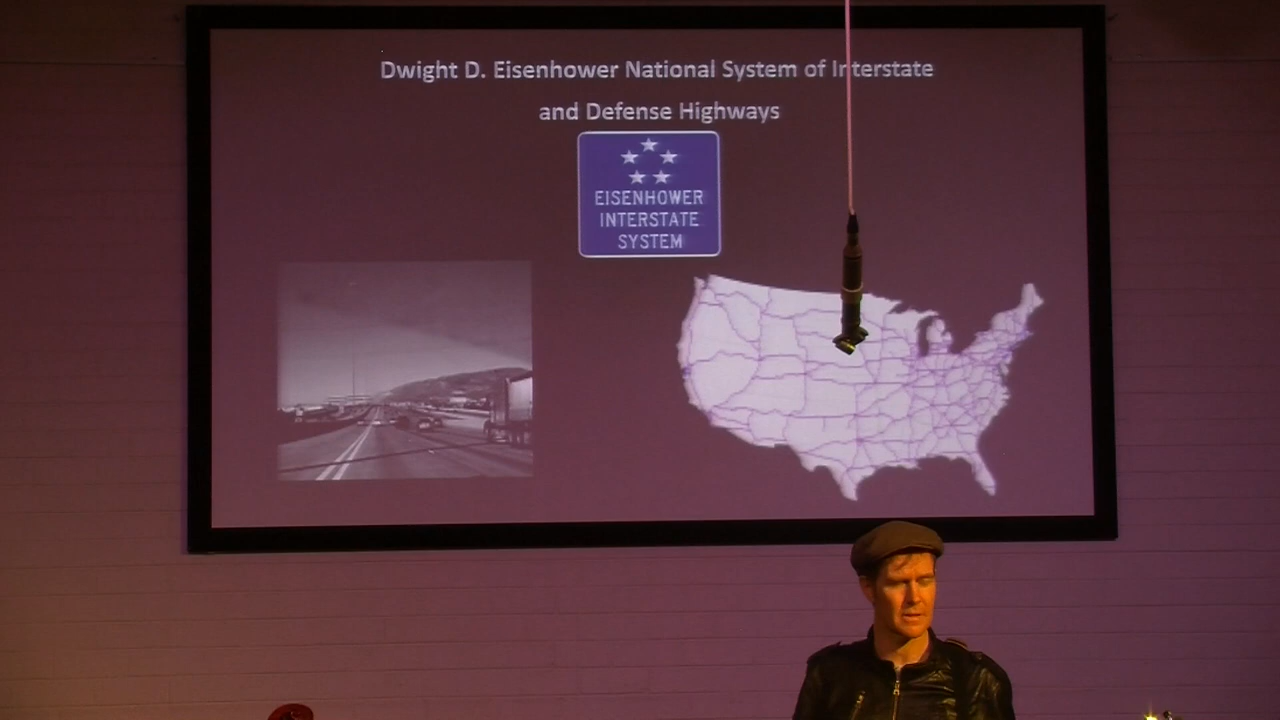 Dwight D. Eisenhower National System of Interstate
and Defense Highways
EISENHOWER
INTERSTATE
SYSTEM